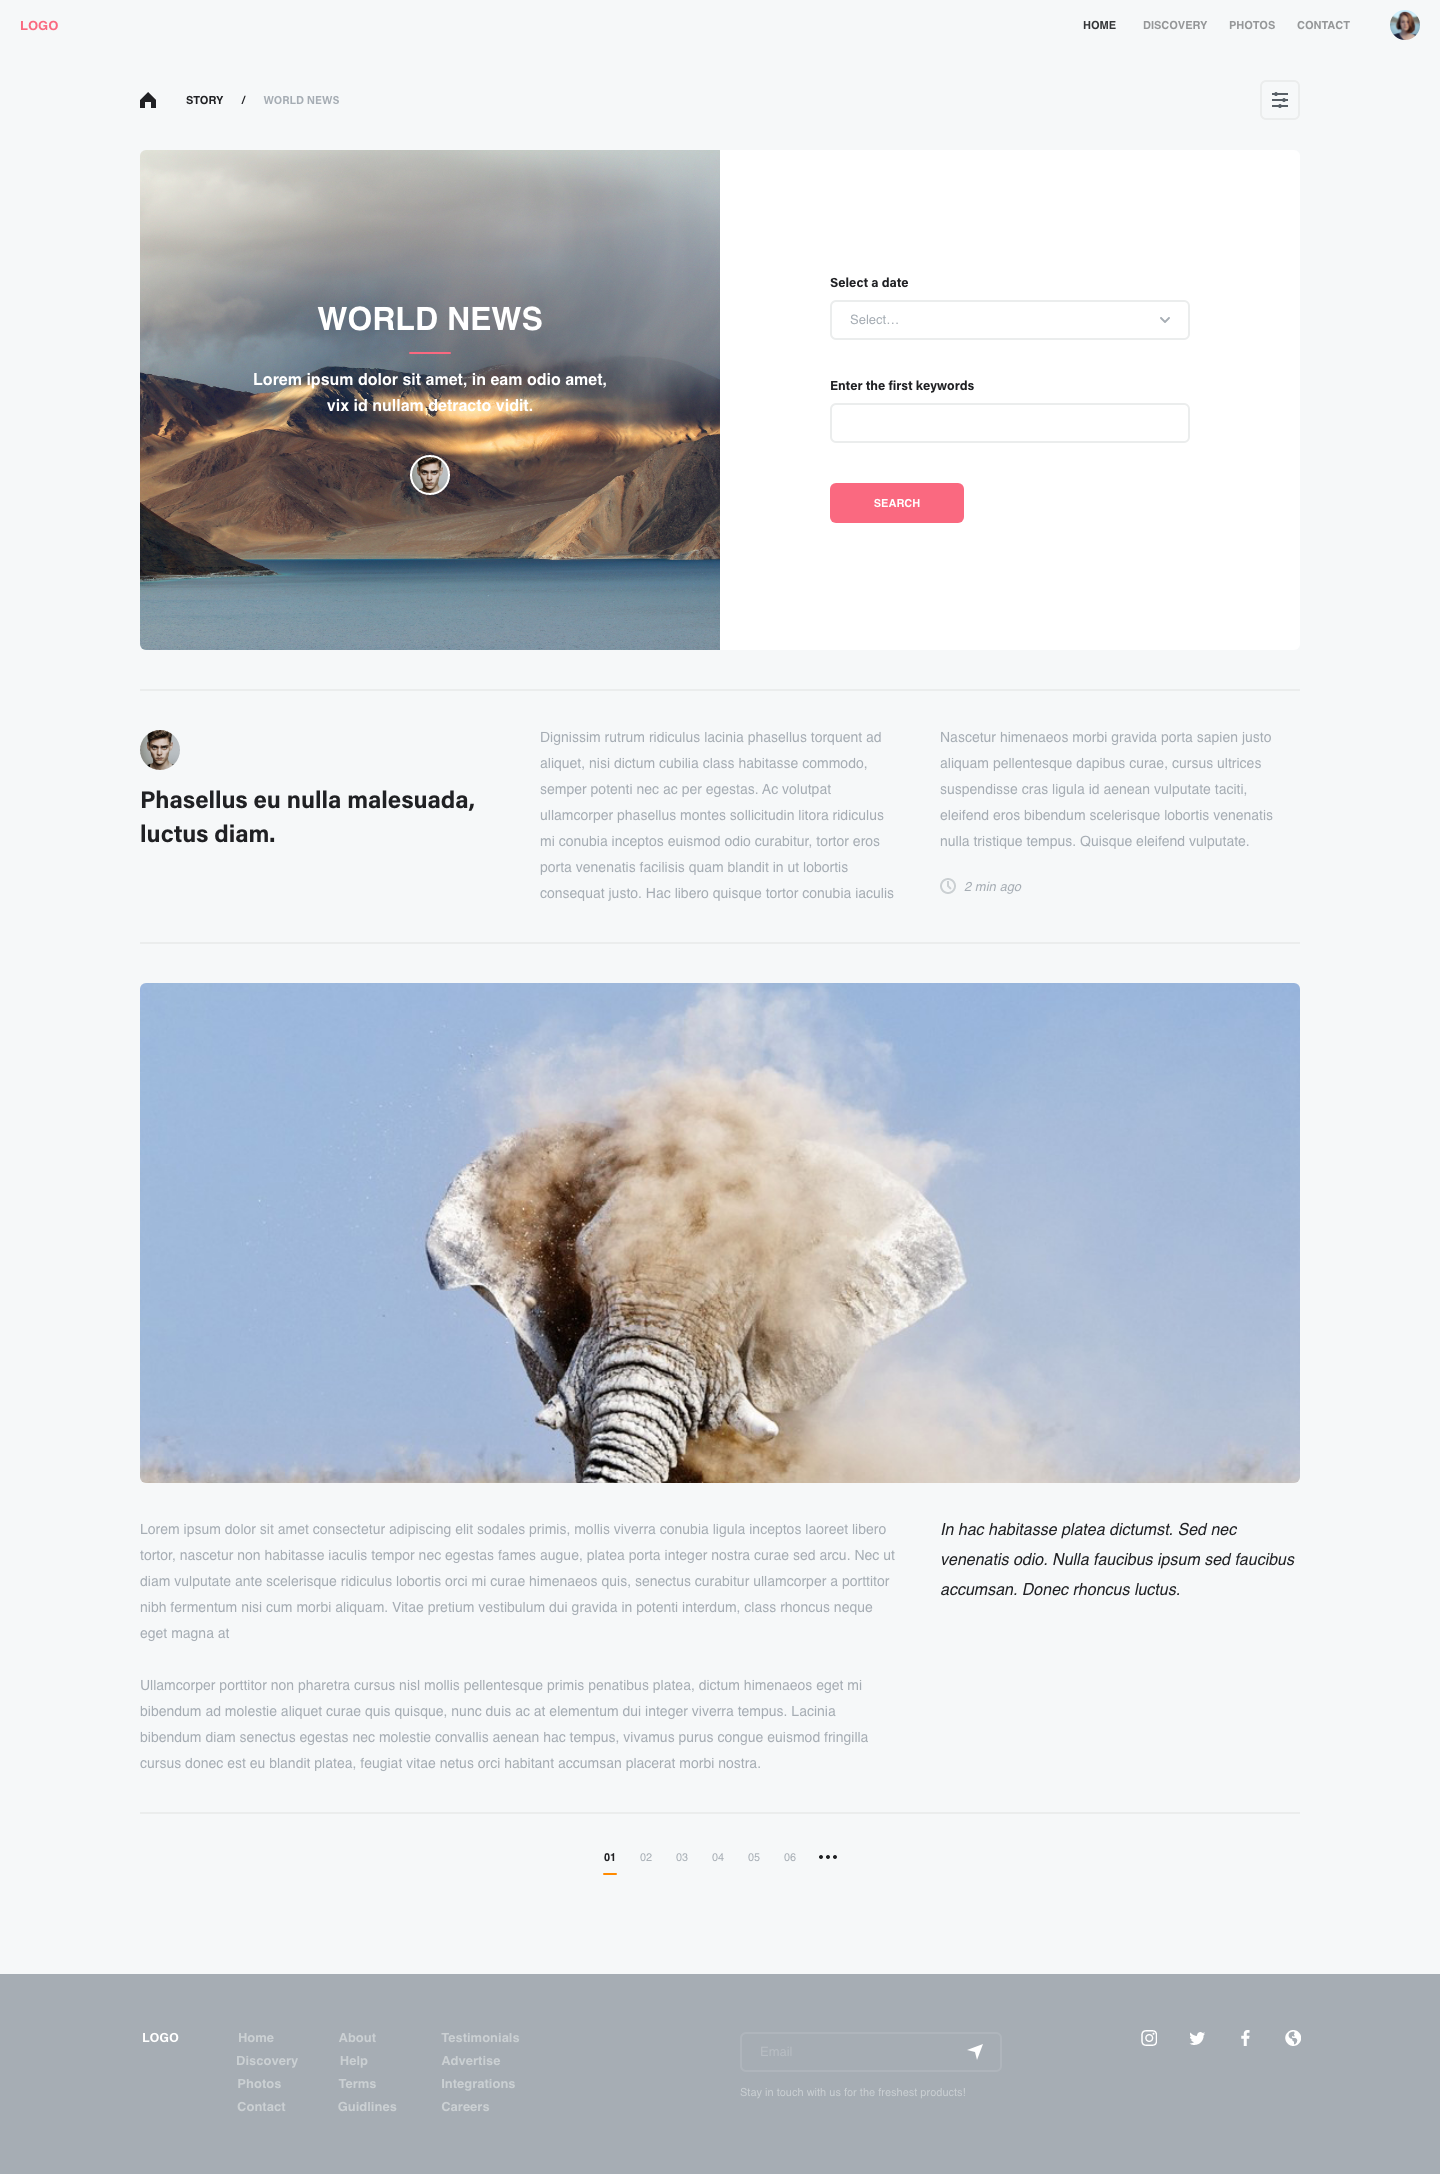 LOGO
HOME
DISCOVERY
PHOTOS
CONTACT
STORY / WORLD NEWS
WORLD NEWS
Lorem ipsum dolor sit amet, in eam odio amet,
vix id nullam detracto vidit.
Select a date
Select...
Enter the first keywords
SEARCH
Phasellus eu nulla malesuada,
luctus diam.
Dignissim rutrum ridiculus lacinia phasellus torquent ad
aliquet, nisi dictum cubilia class habitasse commodo,
semper potenti nec ac per egestas. Ac volutpat
ullamcorper phasellus montes sollicitudin litora ridiculus
mi conubia inceptos euismod odio curabitur, tortor eros
porta venenatis facilisis quam blandit in ut lobortis
consequat justo. Hac libero quisque tortor conubia iaculis
Nascetur himenaeos morbi gravida porta sapien justo
aliquam pellentesque dapibus curae, cursus ultrices
suspendisse cras ligula id aenean vulputate taciti,
eleifend eros bibendum scelerisque lobortis venenatis
nulla tristique tempus. Quisque eleifend vulputate.
2 min ago
Lorem ipsum dolor sit amet consectetur adipiscing elit sodales primis, mollis viverra conubia ligula inceptos laoreet libero
tortor, nascetur non habitasse iaculis tempor nec egestas fames augue, platea porta integer nostra curae sed arcu. Nec ut
diam vulputate ante scelerisque ridiculus lobortis orci mi curae himenaeos quis, senectus curabitur ullamcorper a porttitor
nibh fermentum nisi cum morbi aliquam. Vitae pretium vestibulum dui gravida in potenti interdum, class rhoncus neque
eget magna at
Ullamcorper porttitor non pharetra cursus nisl mollis pellentesque primis penatibus platea, dictum himenaeos eget mi
bibendum ad molestie aliquet curae quis quisque, nunc duis ac at elementum dui integer viverra tempus. Lacinia
bibendum diam senectus egestas nec molestie convallis aenean hac tempus, vivamus purus congue euismod fringilla
cursus donec est eu blandit platea, feugiat vitae netus orci habitant accumsan placerat morbi nostra.
In hac habitasse platea dictumst. Sed nec
venenatis odio. Nulla faucibus ipsum sed faucibus
accumsan. Donec rhoncus luctus.
01 02 03 04 05 06
LOGO
Home
Discovery
Photos
Contact
About
Help
Terms
Guidlines
Testimonials
Advertise
Integrations
Careers
Email
Stay in touch with us for the freshest products!